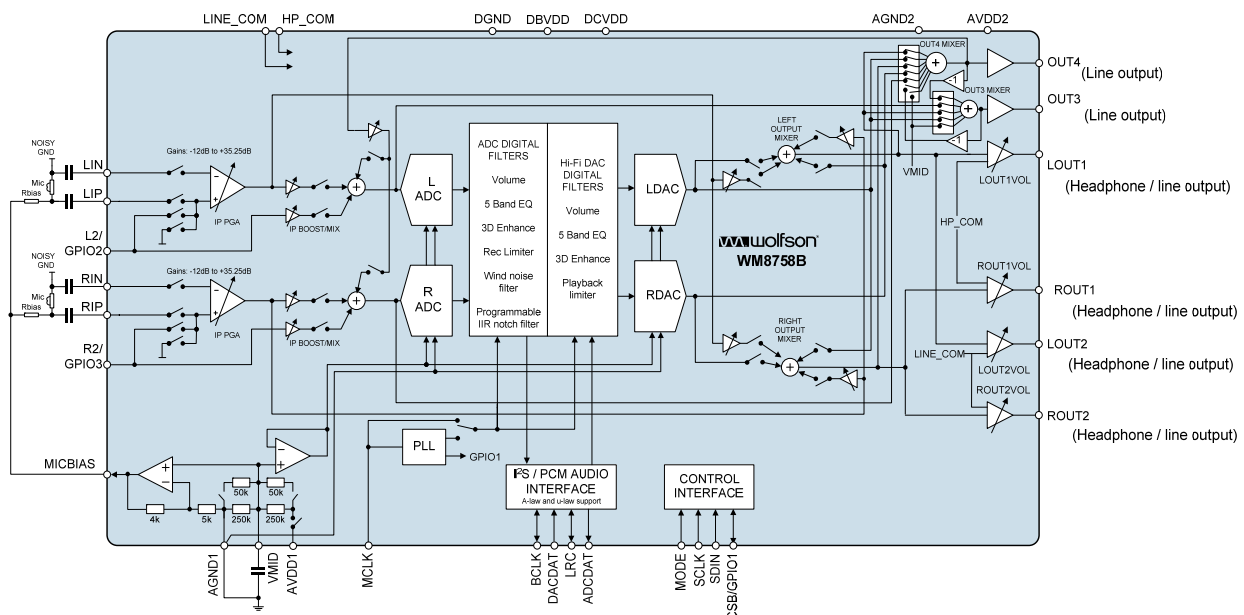 LINE_COM HP_COM DGND DBVDD DCVDD AGND2 AVDD2
OUT4 MIXER
OUT4
(Line output)
-1
OUT3 MIXER
OUT3
(Line output)
-1
VMID
NOISY
GND
LIN
Mic
Rbias
LIP
L2/
GPIO2
Gains: -12dB to +35.25dB
IP PGA
IP BOOST/MIX
NOISY
GND
RIN
Mic
Rbias
RIP
R2/
GPIO3
Gains: -12dB to +35.25dB
IP PGA
IP BOOST/MIX
L
ADC
R
ADC
ADC DIGITAL
FILTERS
Volume
5 Band EQ
3D Enhance
Rec Limiter
Wind noise
filter
Programmable
IIR notch filter
Hi-Fi DAC
DIGITAL
FILTERS
Volume
5 Band EQ
3D Enhance
Playback
limiter
LDAC
RDAC
LEFT
OUTPUT
MIXER
wolfson
WM8758B
RIGHT
OUTPUT
MIXER
LOUT1
LOUT1VOL
(Headphone / line output)
HP_COM
ROUT1VOL
ROUT1
(Headphone / line output)
LOUT2
LINE_COM
LOUT2VOL
(Headphone / line output)
ROUT2VOL
ROUT2
(Headphone / line output)
MICBIAS
4k
5k
50k
50k
250k
250k
PLL
GPIO1
I²S / PCM AUDIO
INTERFACE
A-law and u-law support
CONTROL
INTERFACE
AGND1
VMID
AVDD1
MCLK
BCLK
DACDAT
LRC
ADCDAT
MODE
SCLK
SDIN
CSB/GPIO1